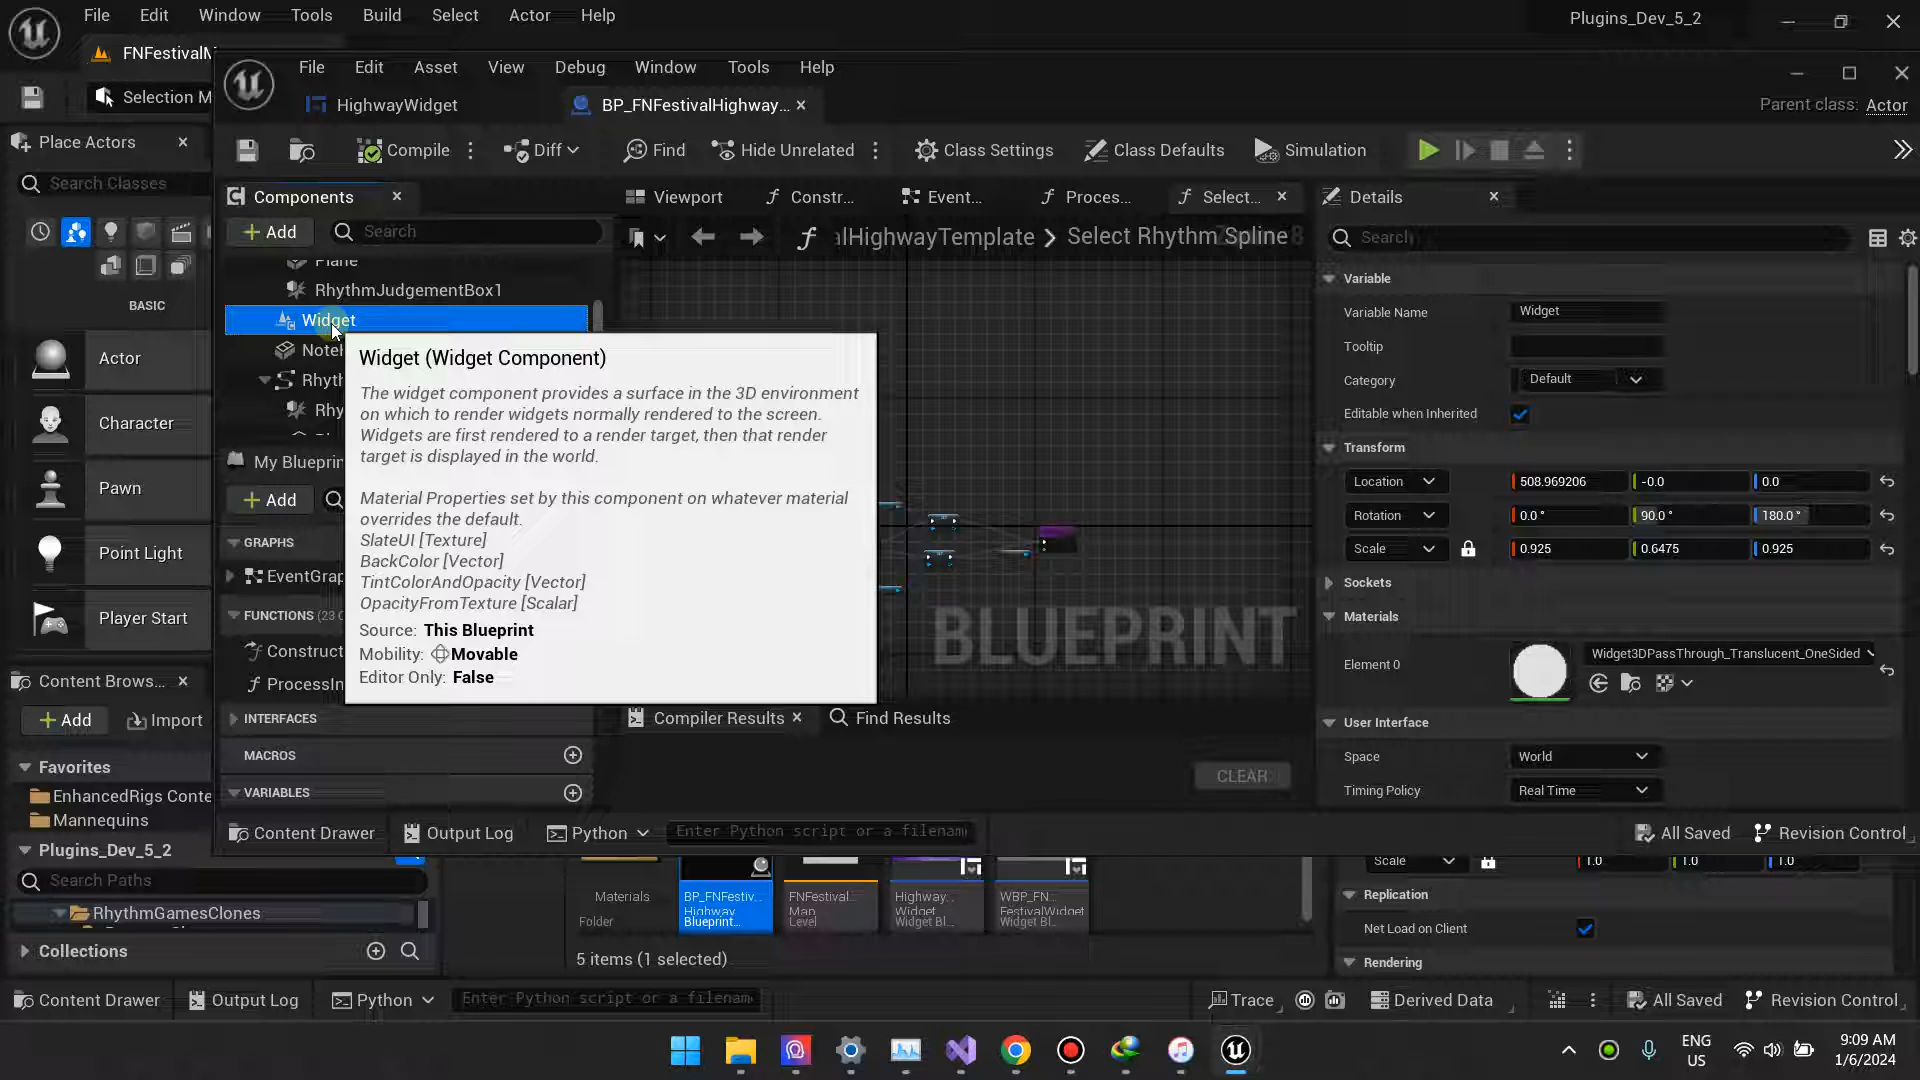 File Edit Window Tools Build Select Actor Help
Plugins_Dev_5_2
FNFestivalM
File Edit Asset View Debug Window Tools Help
HighwayWidget
BP_FNFestivalHighway...
Parent class: Actor
Selection M
Compile
Diff
Find
Hide Unrelated
Class Settings
Class Defaults
Simulation
Place Actors
Search Classes
BASIC
Actor
Character
Pawn
Point Light
Player Start
Components
Add
Search
Plane
RhythmJudgementBox1
Widget
Rhyt
Rhy
Viewport
Constr...
Event...
Proces...
Select...
alHighwayTemplate > Select Rhythm Spline
Widget (Widget Component)
The widget component provides a surface in the 3D environment
on which to render widgets normally rendered to the screen.
Widgets are first rendered to a render target, then that render
target is displayed in the world.
Material Properties set by this component on whatever material
overrides the default.
SlateUI [Texture]
BackColor [Vector]
TintColorAndOpacity [Vector]
OpacityFromTexture [Scalar]
Source: This Blueprint
Mobility: Movable
Editor Only: False
BLUEPRINT
My Blueprin
Add
GRAPHS
EventGrap
FUNCTIONS
Construct
ProcessIn
INTERFACES
MACROS
VARIABLES
Compiler Results
Find Results
CLEAR
Details
Search
Variable
Variable Name Widget
Tooltip
Category Default
Editable when Inherited
Transform
Location 508.969206 -0.0 0.0
Rotation 0.0° 90.0° 180.0°
Scale 0.925 0.6475 0.925
Sockets
Materials
Element 0 Widget3DPassThrough_Translucent_OneSided
User Interface
Space World
Timing Policy Real Time
Content Drawer
Output Log
Python
Enter Python script or a filenam
All Saved
Revision Control
Content Brows...
Add
Import
Favorites
EnhancedRigs Conte
Mannequins
Plugins_Dev_5_2
Search Paths
RhythmGamesClones
Collections
Materials
Folder
BP_FNFestiv...
Highway
Blueprint...
FNFestival...
Map
Level
Highway...
Widget
Widget Bl...
WBP_FN...
FestivalWidget
Widget Bl...
5 items (1 selected)
Scale 1.0 1.0 1.0
Replication
Net Load on Client
Rendering
Content Drawer
Output Log
Python
Enter Python script or a filenam
Trace
Derived Data
All Saved
Revision Control
ENG
US
9:09 AM
1/6/2024